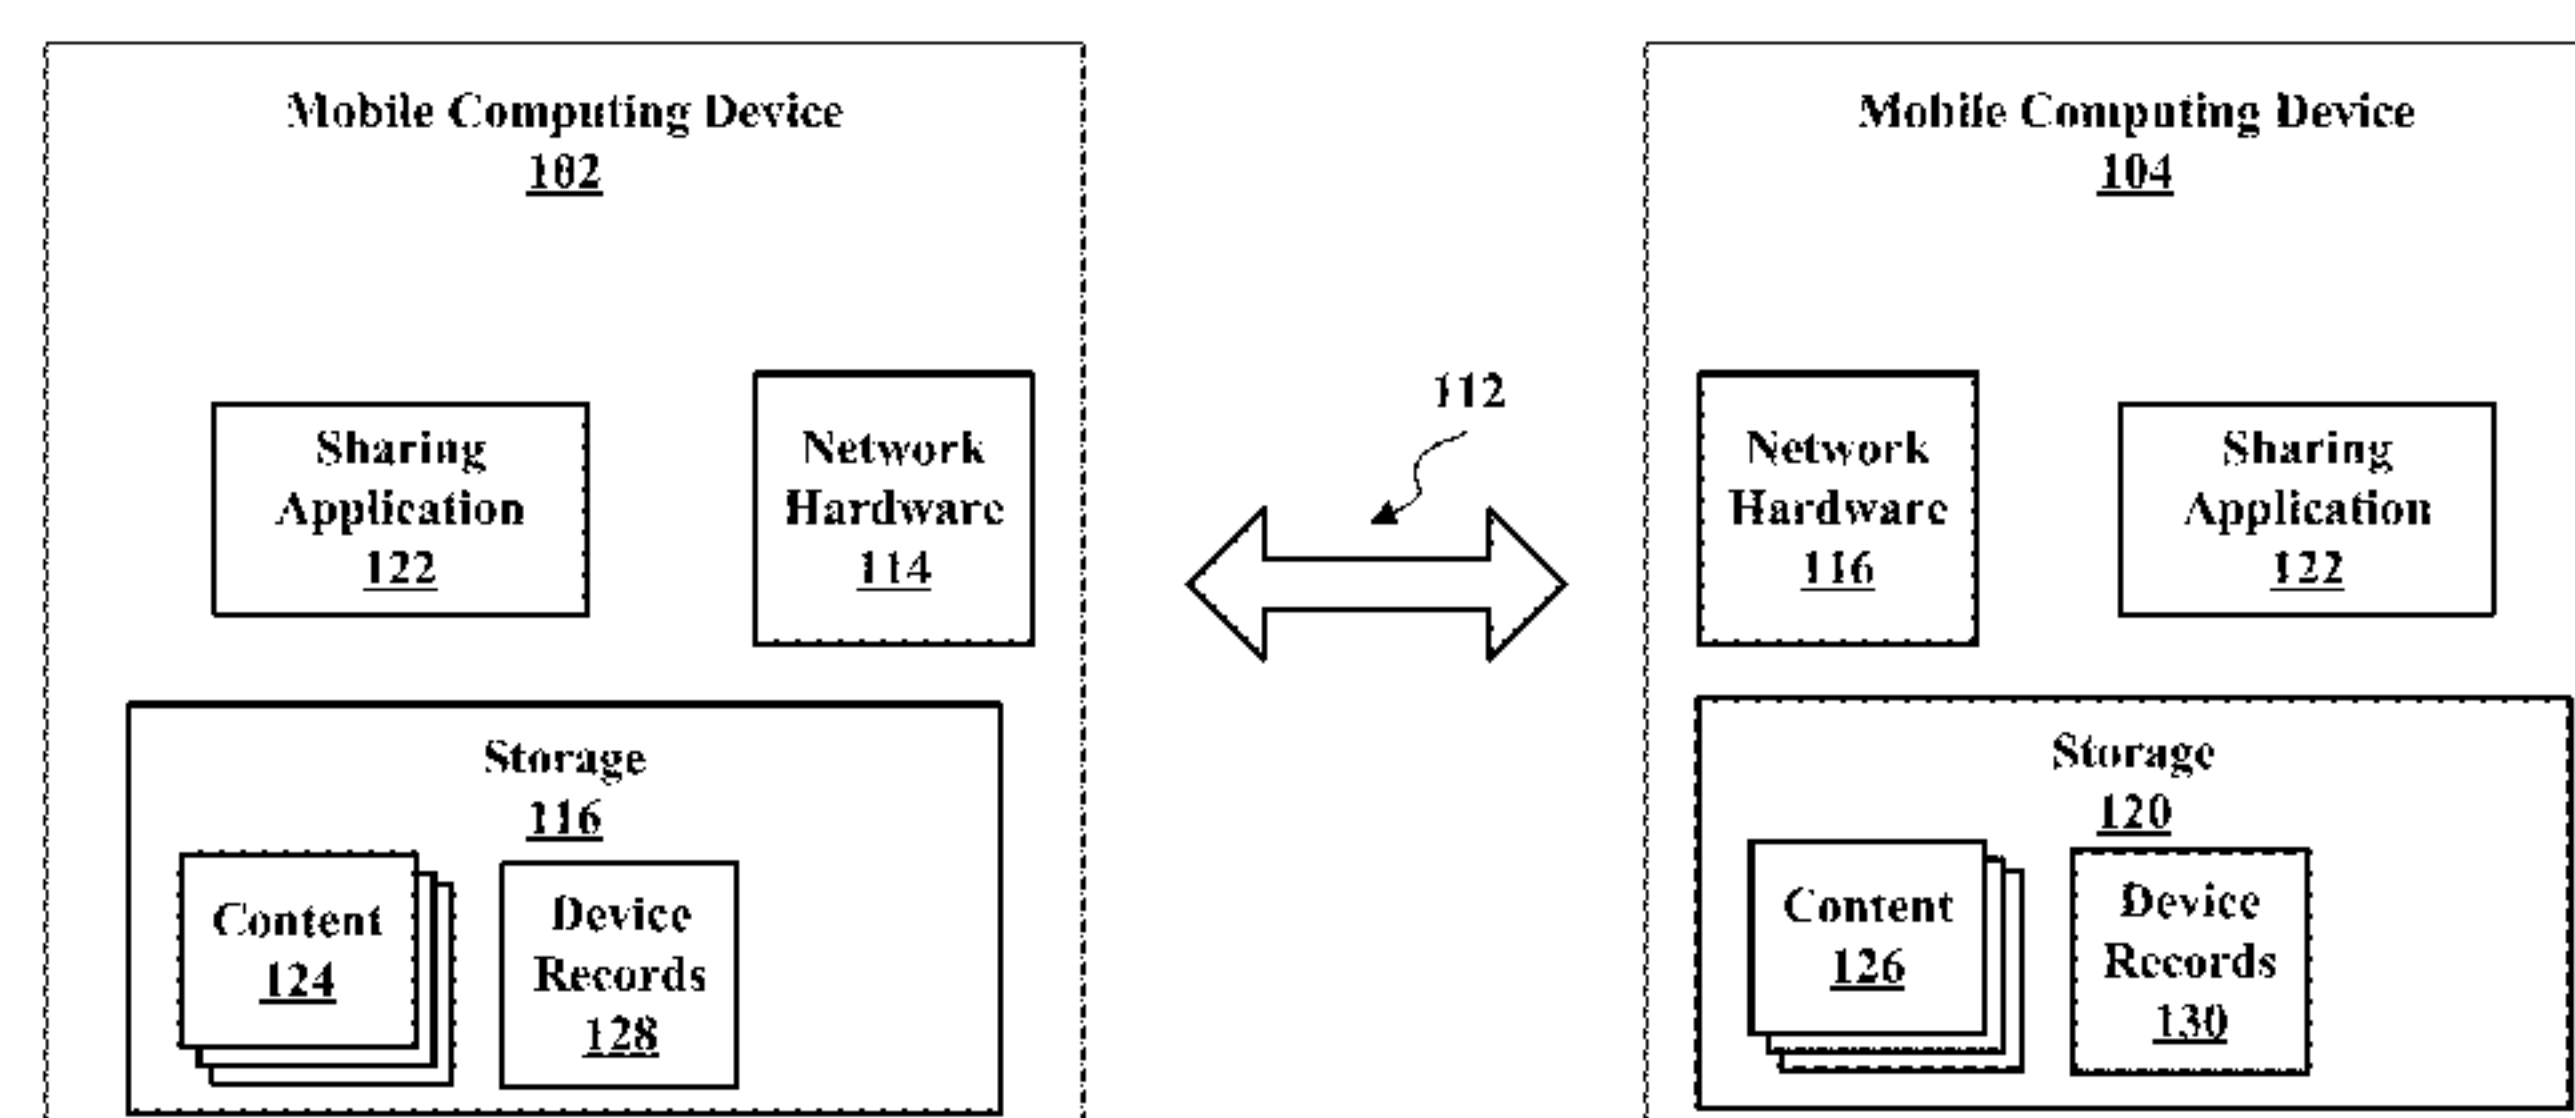 Mobile Computing Device
102
Sharing
Application
122
Network
Hardware
114
Storage
116
Content
124
Device
Records
128
112
Mobile Computing Device
104
Network
Hardware
116
Sharing
Application
122
Storage
120
Content
126
Device
Records
130